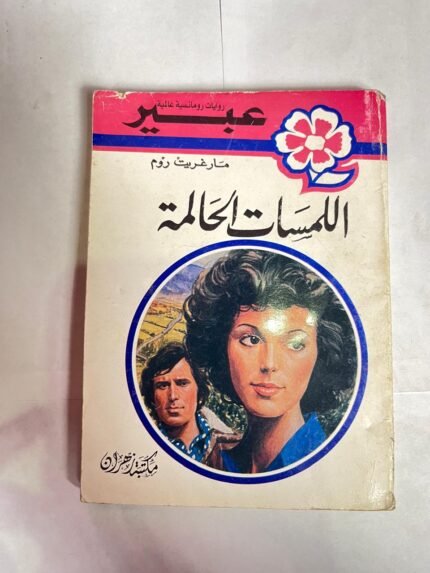 روايات رومانسية عالمية
عبير
مارغريت روم
اللمسات الحالمة
مكتبة زهران